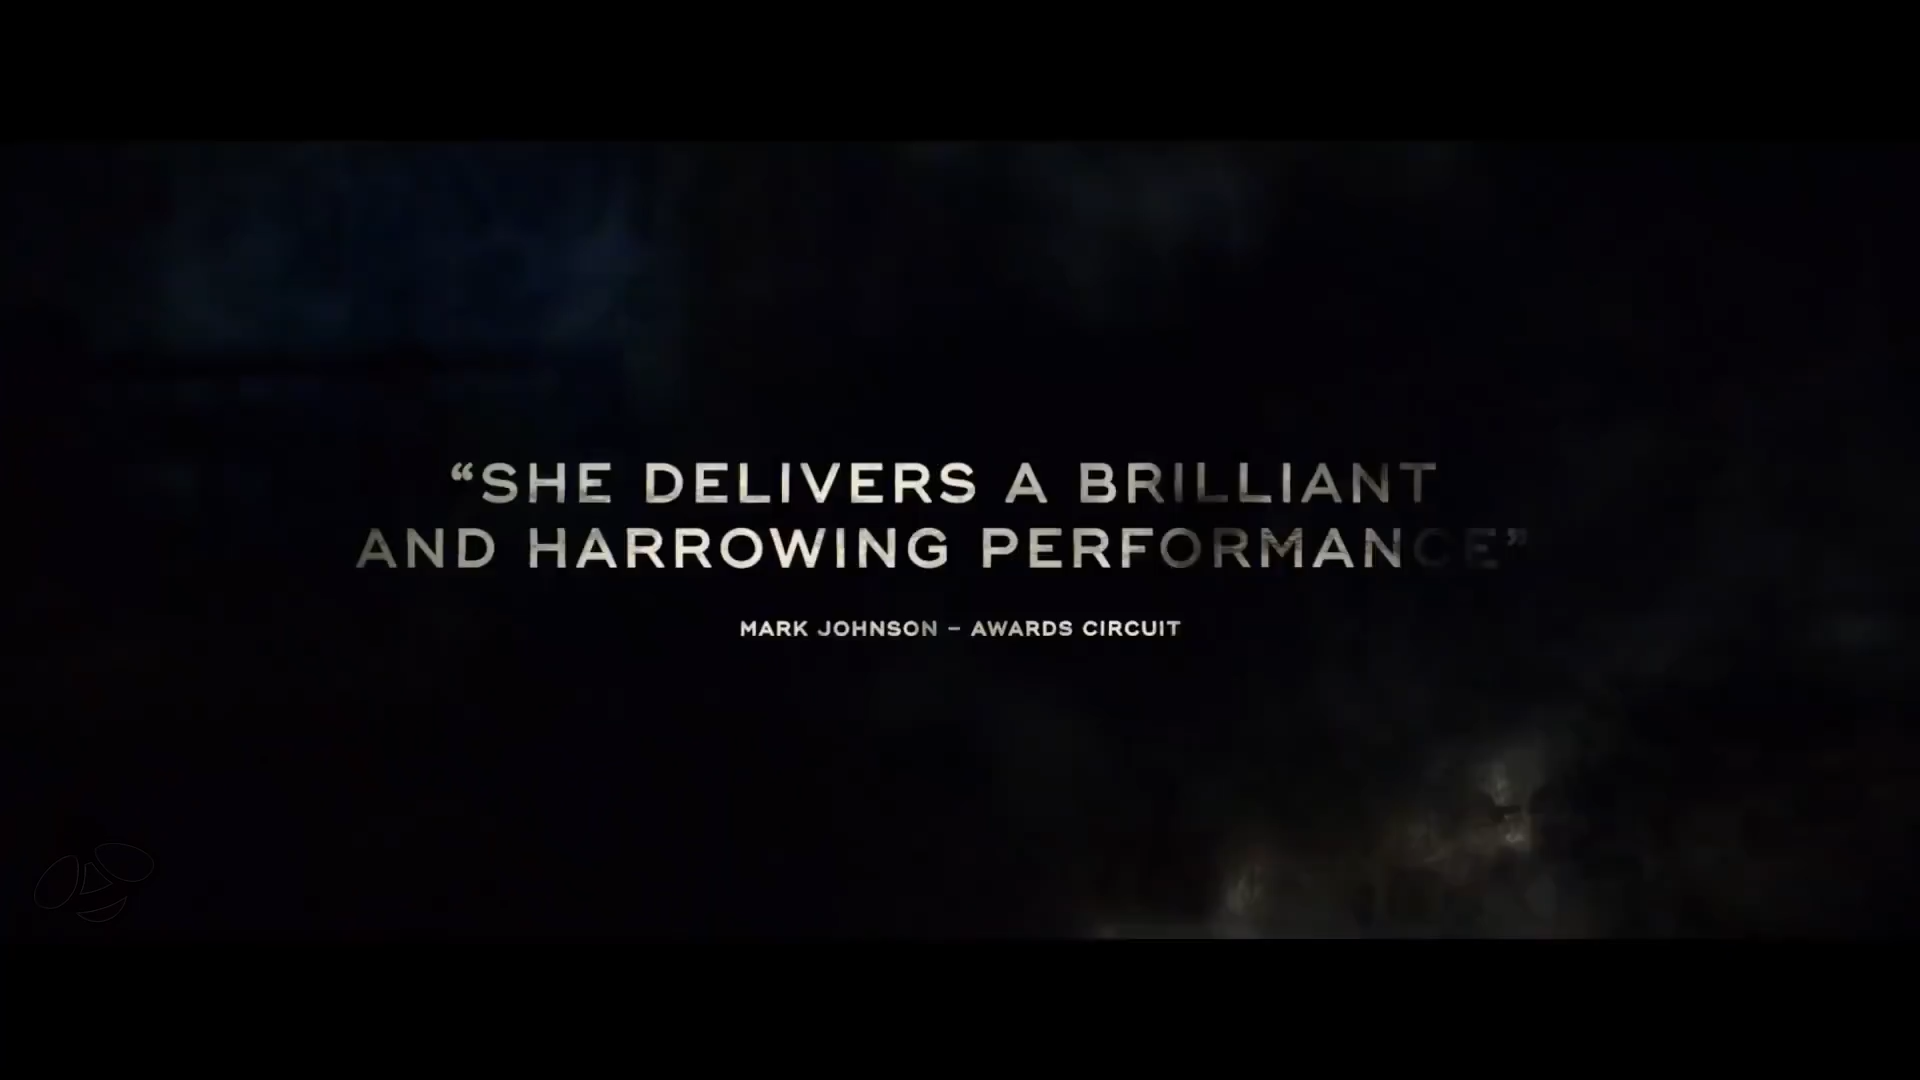 “SHE DELIVERS A BRILLIANT
AND HARROWING PERFORMANCE”
MARK JOHNSON – AWARDS CIRCUIT